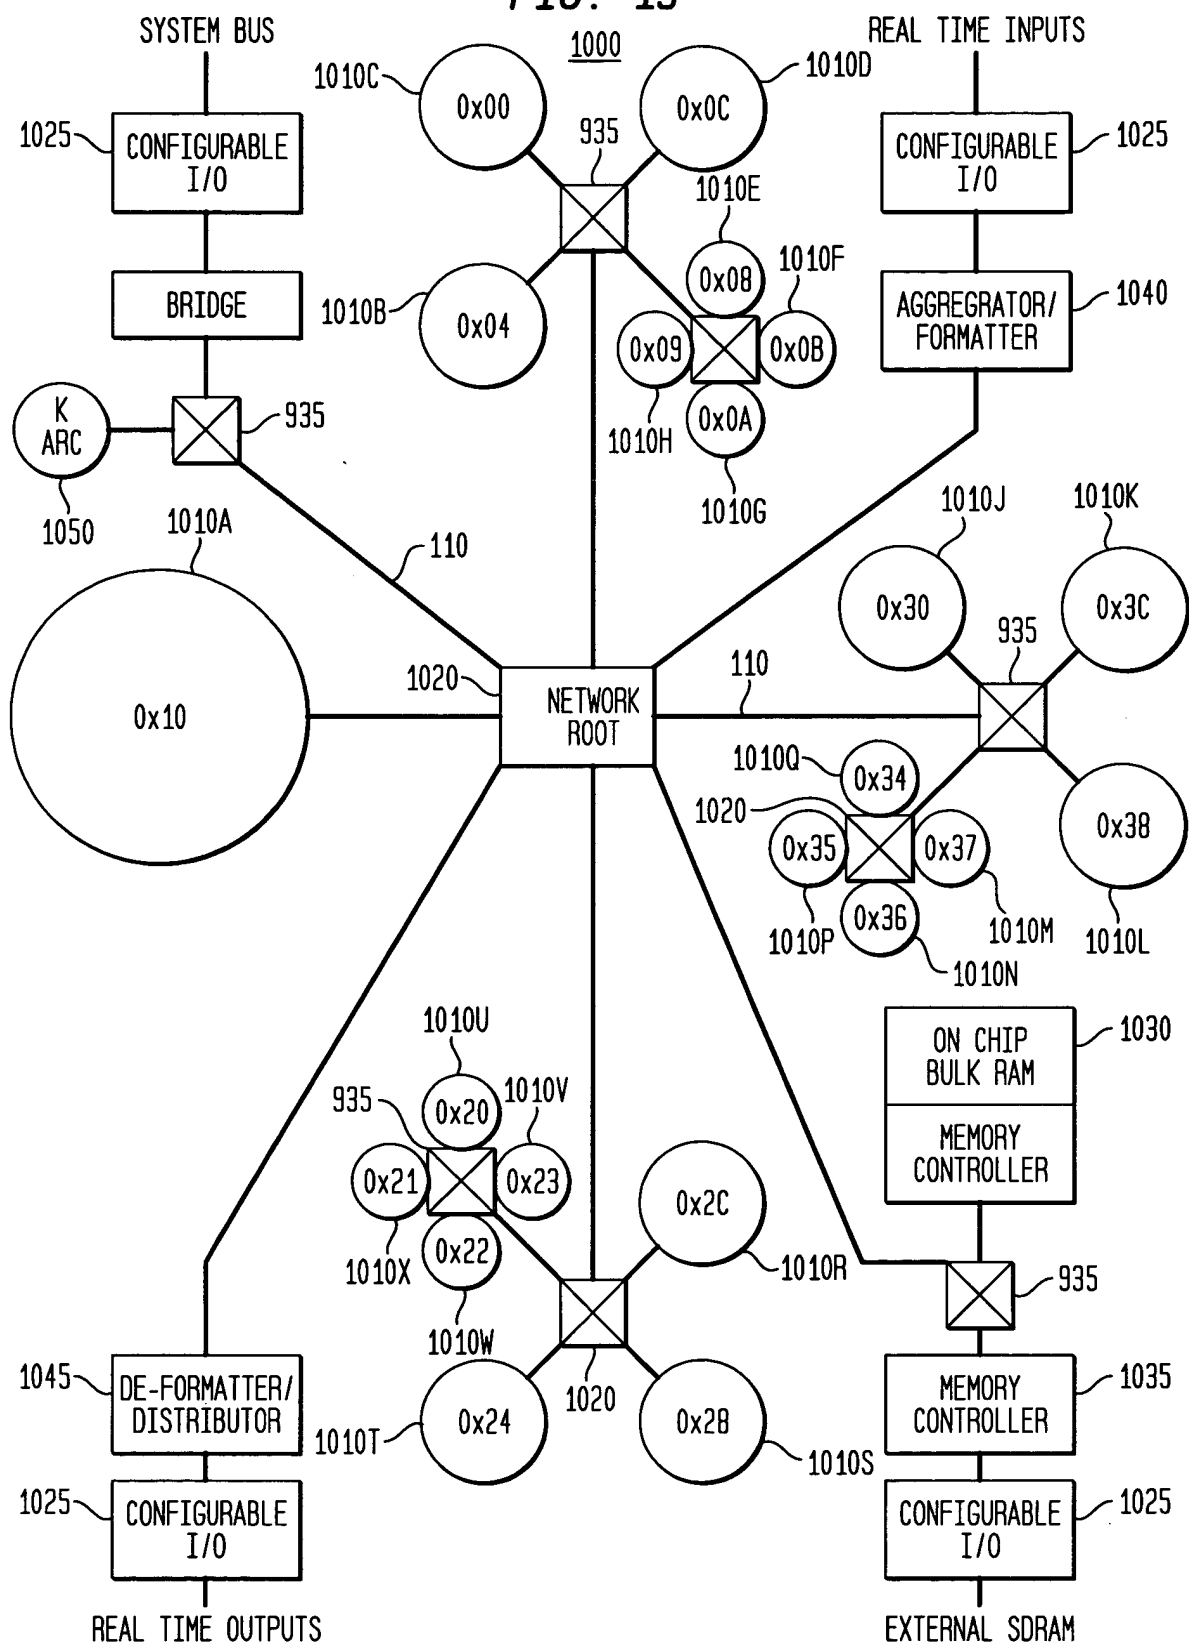 FIG. 13
SYSTEM BUS
1000
REAL TIME INPUTS
1010C
0x00
0x0C
1010D
1025
CONFIGURABLE
I/O
935
CONFIGURABLE
I/O
1025
1010E
0x08
1010F
BRIDGE
1010B
0x04
0x09
0x0B
AGGREGRATOR/
FORMATTER
1040
K
ARC
935
1010H
0x0A
1050
1010G
1010A
110
1010J
1010K
0x30
0x3C
935
1020
NETWORK
ROOT
110
0x10
1010Q
0x34
1020
0x35
0x37
0x38
0x36
1010P
1010M
1010L
1010N
1010U
ON CHIP
BULK RAM
1030
935
0x20
1010V
MEMORY
CONTROLLER
0x21
0x23
0x2C
1010X
0x22
1010R
935
1010W
1045
DE-FORMATTER/
DISTRIBUTOR
1020
MEMORY
CONTROLLER
1035
1010T
0x24
0x28
1010S
1025
CONFIGURABLE
I/O
CONFIGURABLE
I/O
1025
REAL TIME OUTPUTS
EXTERNAL SDRAM